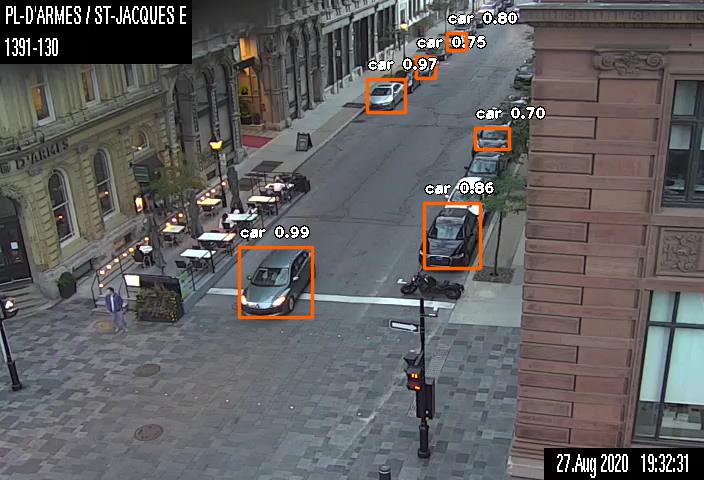 PL-D'ARMES / ST-JACQUES E
1391-130
car 0.80
car 0.75
car 0.97
car 0.70
car 0.86
car 0.99
D'ARMES
27.Aug 2020 19:32:31